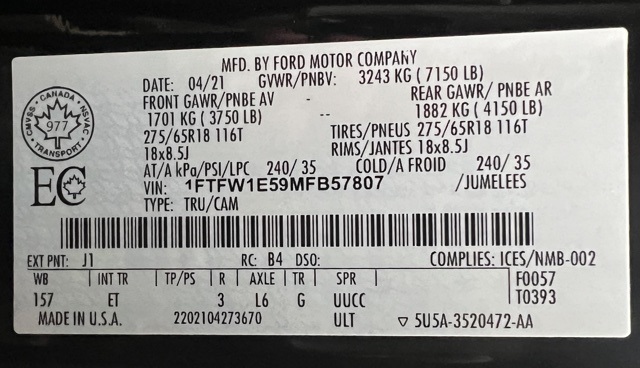 MFD. BY FORD MOTOR COMPANY
DATE: 04/21 GVWR/PNBV: 3243 KG (7150 LB)
FRONT GAWR/PNBE AV - REAR GAWR/ PNBE AR
1701 KG (3750 LB) -- 1882 KG (4150 LB)
275/65R18 116T TIRES/PNEUS 275/65R18 116T
18x8.5J RIMS/JANTES 18x8.5J
AT/A kPa/PSI/LPC 240/ 35 COLD/A FROID 240/ 35
VIN: 1FTFW1E59MFB57807 /JUMELEES
TYPE: TRU/CAM
CANADA
CMVSS NSVAC
977
TRANSPORT
EC
EXT PNT: J1 RC: B4 DSO: COMPLIES: ICES/NMB-002
WB INT TR TP/PS R AXLE TR SPR F0057
157 ET 3 L6 G UUCC T0393
MADE IN U.S.A. 2202104273670 ULT ▽ 5U5A-3520472-AA